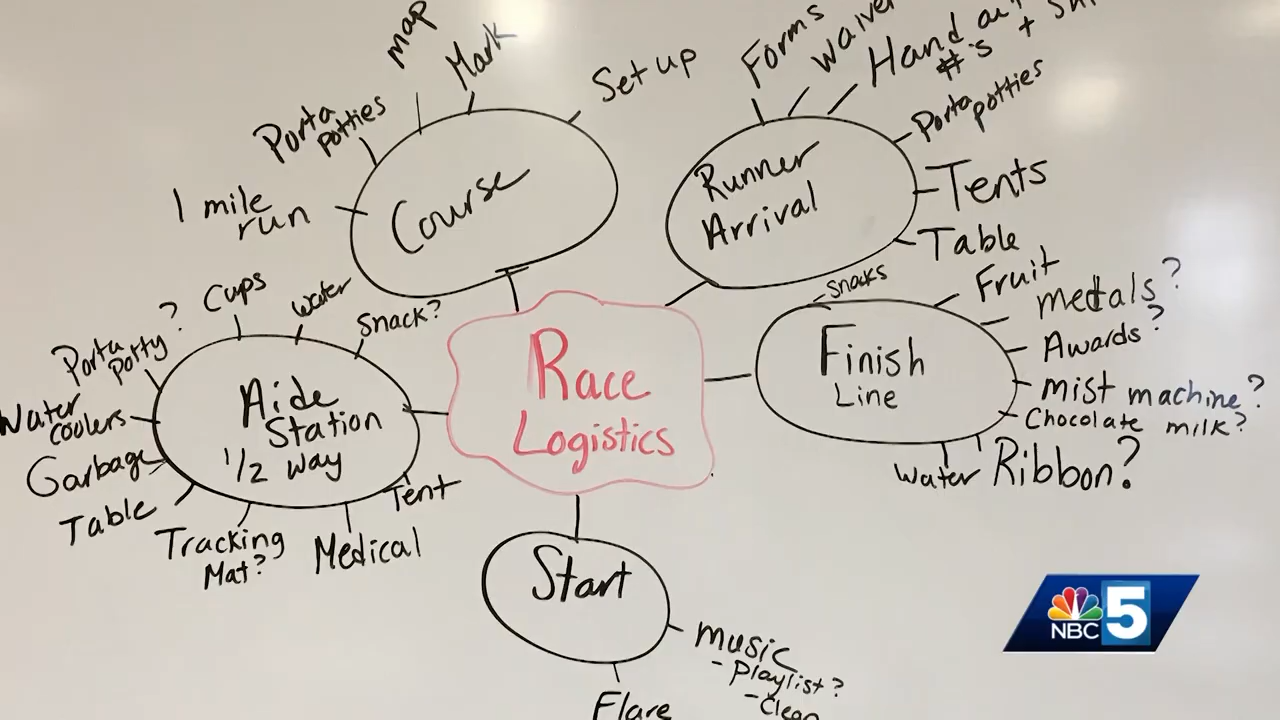 map
Mark
Set up
Porta
potties
1 mile
run
Course
Forms
Hand
#'s +
Porta
potties
Tents
Table
Runner
Arrival
Snacks
Fruit
medals?
Awards?
mist machine?
Chocolate milk?
Ribbon?
water
Finish
Line
Race
Logistics
Cups
water
Snack?
Porta
potty?
Water
coolers
Garbage
Table
Tracking
Mat?
Medical
Tent
Aide
Station
1/2 way
Start
music
- Playlist?
- Clean
Flare
NBC 5